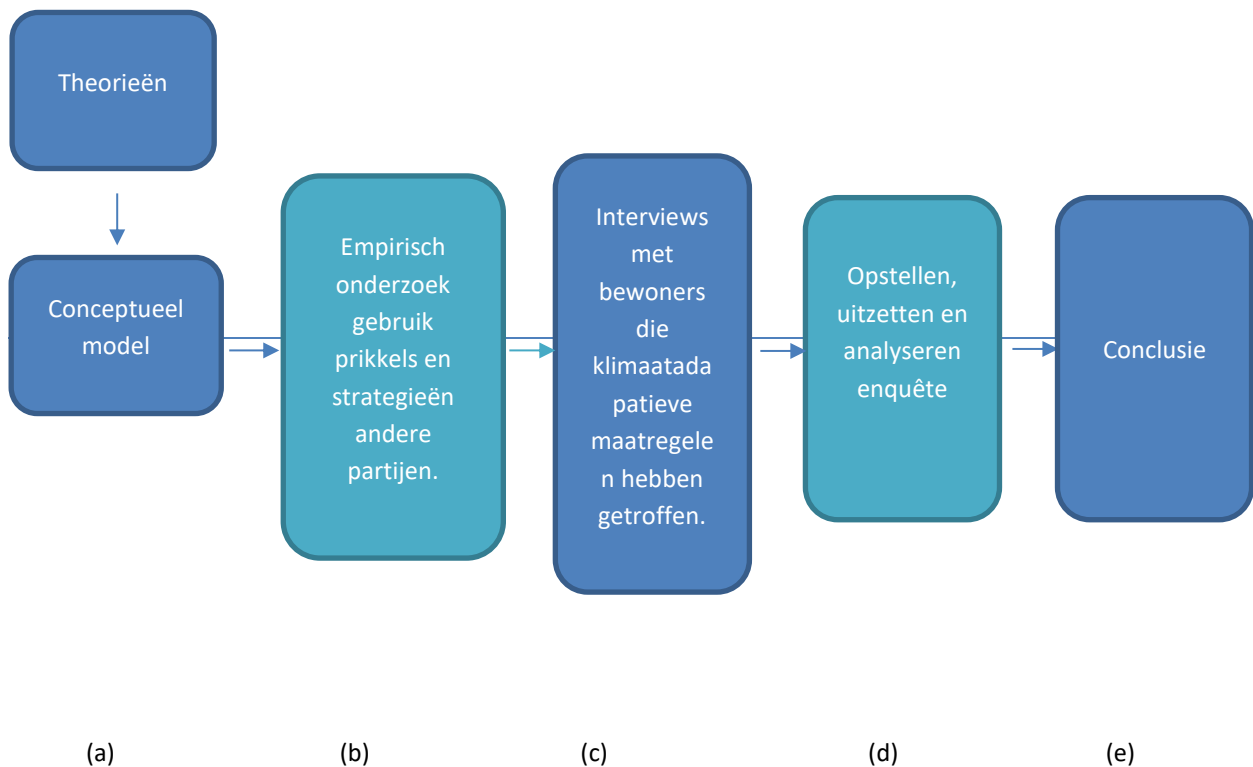 Theorieën
Conceptueel
model
Empirisch
onderzoek
gebruik
prikkels en
strategieën
andere
partijen.
Interviews
met
bewoners
die
klimaatada
patieve
maatregele
n hebben
getroffen.
Opstellen,
uitzetten en
analyseren
enquête
Conclusie
(a) (b) (c) (d) (e)